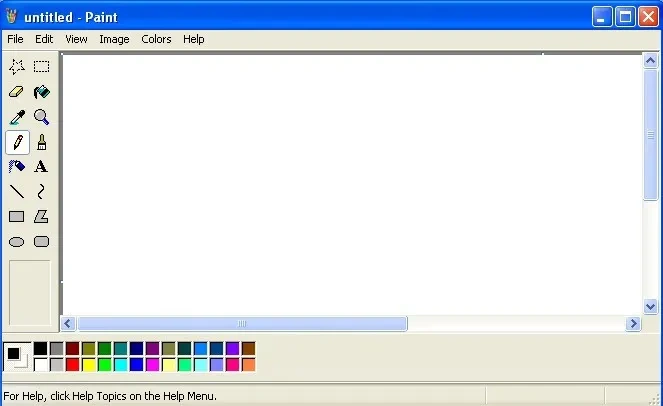 untitled - Paint
File Edit View Image Colors Help
A
For Help, click Help Topics on the Help Menu.